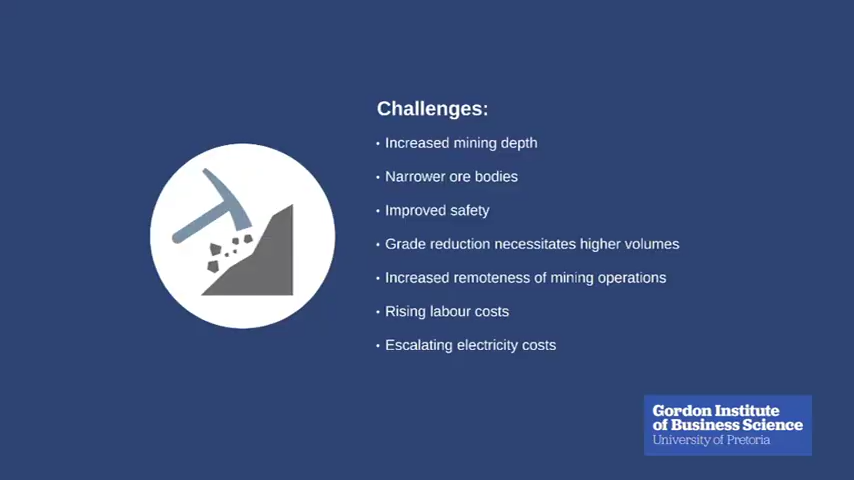 Challenges:
• Increased mining depth
• Narrower ore bodies
• Improved safety
• Grade reduction necessitates higher volumes
• Increased remoteness of mining operations
• Rising labour costs
• Escalating electricity costs
Gordon Institute
of Business Science
University of Pretoria